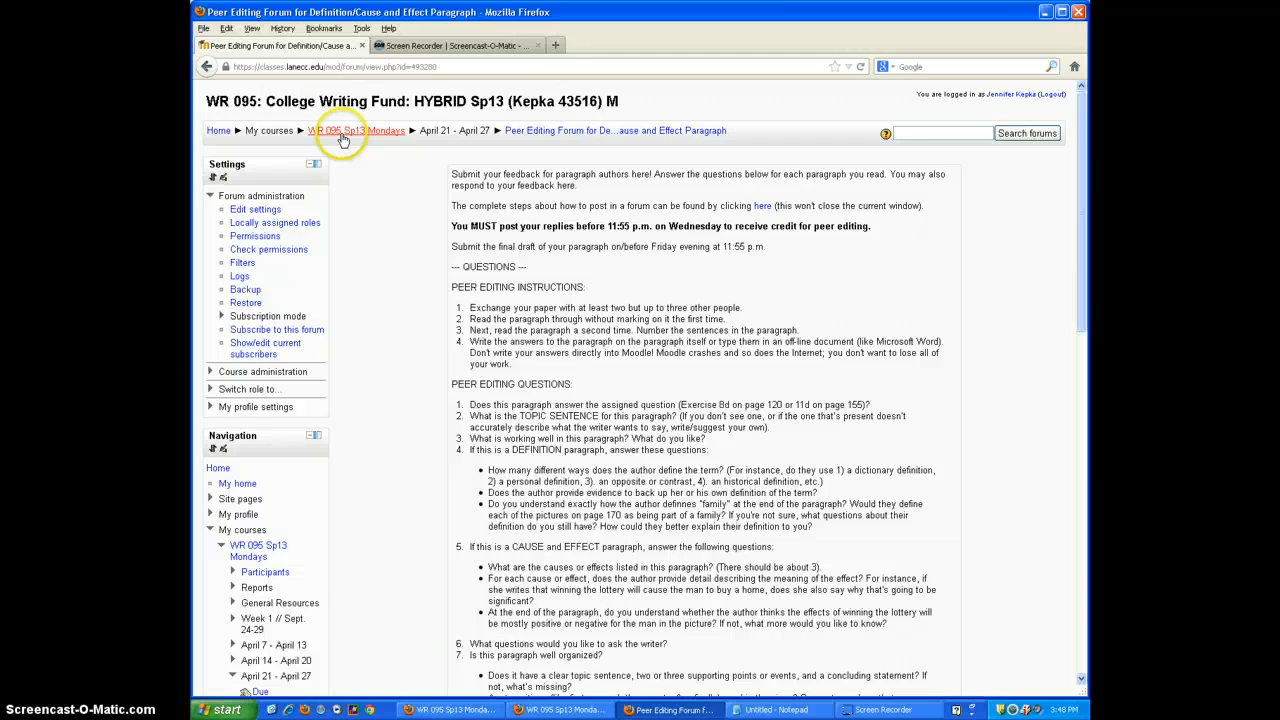 Peer Editing Forum for Definition/Cause and Effect Paragraph - Mozilla Firefox
File Edit View History Bookmarks Tools Help
Peer Editing Forum for Definition/Cause a... Screen Recorder | Screencast-O-Matic - ...
https://classes.lanecc.edu/mod/forum/view.php?id=493280 Google
WR 095: College Writing Fund: HYBRID Sp13 (Kepka 43516) M
You are logged in as Jennifer Kepka (Logout)
Home ► My courses ► WR 095 Sp13 Mondays ► April 21 - April 27 ► Peer Editing Forum for De...ause and Effect Paragraph
Search forums
Settings
Forum administration
Edit settings
Locally assigned roles
Permissions
Check permissions
Filters
Logs
Backup
Restore
Subscription mode
Subscribe to this forum
Show/edit current
subscribers
Course administration
Switch role to...
My profile settings
Navigation
Home
My home
Site pages
My profile
My courses
WR 095 Sp13
Mondays
Participants
Reports
General Resources
Week 1 // Sept.
24-29
April 7 - April 13
April 14 - April 20
April 21 - April 27
Due
Submit your feedback for paragraph authors here! Answer the questions below for each paragraph you read. You may also
respond to your feedback here.
The complete steps about how to post in a forum can be found by clicking here (this won't close the current window).
You MUST post your replies before 11:55 p.m. on Wednesday to receive credit for peer editing.
Submit the final draft of your paragraph on/before Friday evening at 11:55 p.m.
--- QUESTIONS ---
PEER EDITING INSTRUCTIONS:
1. Exchange your paper with at least two but up to three other people.
2. Read the paragraph through without marking on it the first time.
3. Next, read the paragraph a second time. Number the sentences in the paragraph.
4. Write the answers to the paragraph on the paragraph itself or type them in an off-line document (like Microsoft Word).
Don't write your answers directly into Moodle! Moodle crashes and so does the Internet; you don't want to lose all of
your work.
PEER EDITING QUESTIONS:
1. Does this paragraph answer the assigned question (Exercise 8d on page 120 or 11d on page 155)?
2. What is the TOPIC SENTENCE for this paragraph? (If you don't see one, or if the one that's present doesn't
accurately describe what the writer wants to say, write/suggest your own).
3. What is working well in this paragraph? What do you like?
4. If this is a DEFINITION paragraph, answer these questions:
• How many different ways does the author define the term? (For instance, do they use 1) a dictionary definition,
2) a personal definition, 3). an opposite or contrast, 4). an historical definition, etc.)
• Does the author provide evidence to back up her or his own definition of the term?
• Do you understand exactly how the author definnes "family" at the end of the paragraph? Would they define
each of the pictures on page 170 as being part of a family? If you're not sure, what questions about their
definition do you still have? How could they better explain their definition to you?
5. If this is a CAUSE and EFFECT paragraph, answer the following questions:
• What are the causes or effects listed in this paragraph? (There should be about 3).
• For each cause or effect, does the author provide detail describing the meaning of the effect? For instance, if
she writes that winning the lottery will cause the man to buy a home, does she also say why that's going to be
significant?
• At the end of the paragraph, do you understand whether the author thinks the effects of winning the lottery will
be mostly positive or negative for the man in the picture? If not, what more would you like to know?
6. What questions would you like to ask the writer?
7. Is this paragraph well organized?
• Does it have a clear topic sentence, two or three supporting points or events, and a concluding statement? If
not, what's missing?
Screencast-O-Matic.com
start WR 095 Sp13 Monda... WR 095 Sp13 Monda... Peer Editing Forum f... Untitled - Notepad Screen Recorder 3:46 PM